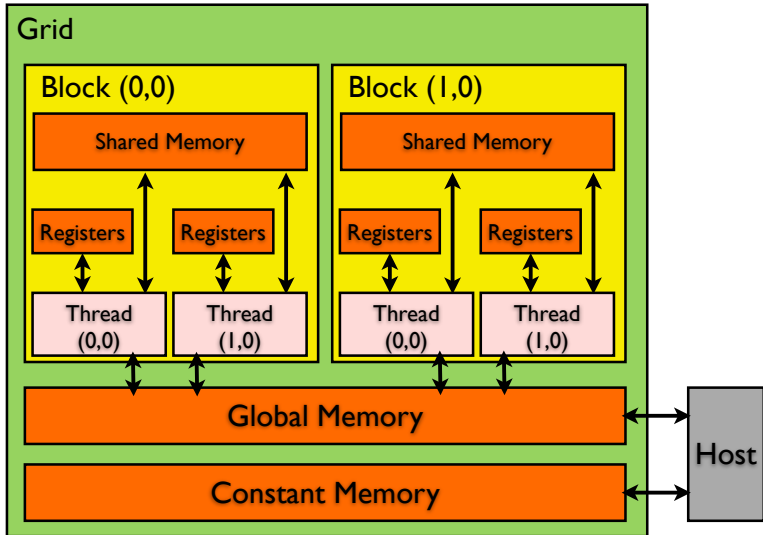 Grid
Block (0,0)
Block (1,0)
Shared Memory
Shared Memory
Registers
Registers
Registers
Registers
Thread
(0,0)
Thread
(1,0)
Thread
(0,0)
Thread
(1,0)
Global Memory
Host
Constant Memory